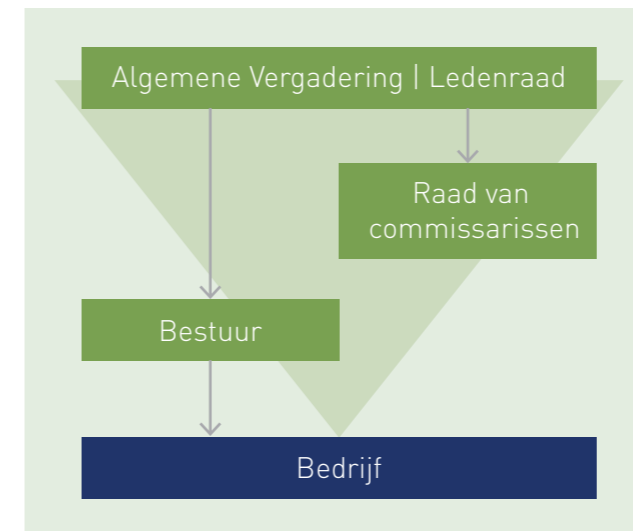 Algemene Vergadering | Ledenraad
Raad van
commissarissen
Bestuur
Bedrijf